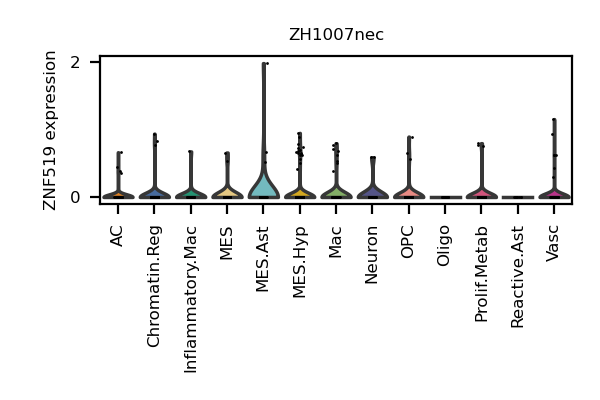 ZH1007nec
ZNF519 expression
2
0
AC
Chromatin.Reg
Inflammatory.Mac
MES
MES.Ast
MES.Hyp
Mac
Neuron
OPC
Oligo
Prolif.Metab
Reactive.Ast
Vasc